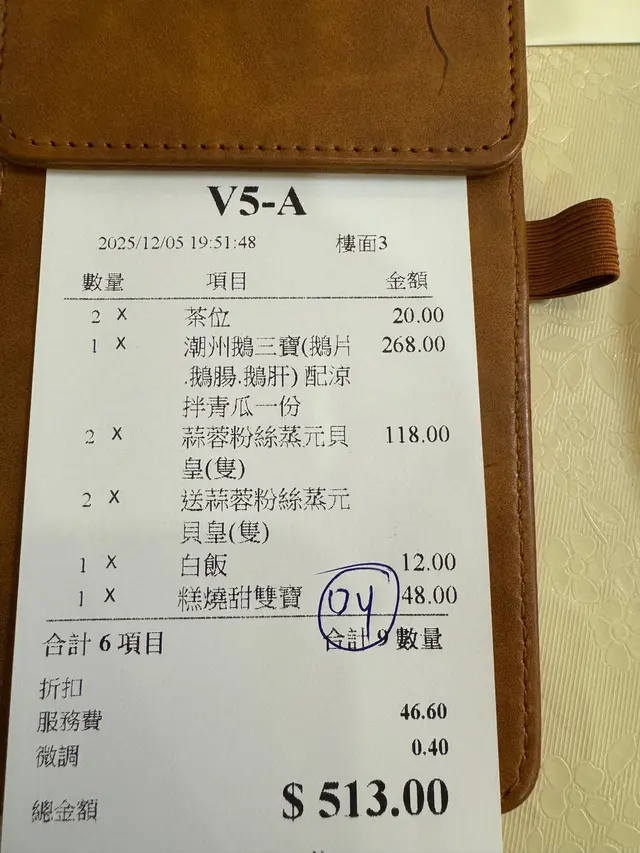 V5-A
2025/12/05 19:51:48 樓面3
數量 項目 金額
2 X 茶位 20.00
1 X 潮州鵝三寶(鵝片 268.00
.鵝腸.鵝肝) 配涼
拌青瓜一份
2 X 蒜蓉粉絲蒸元貝 118.00
皇(隻)
2 X 送蒜蓉粉絲蒸元
貝皇(隻)
1 X 白飯 12.00
1 X 糕燒甜雙寶 48.00
合計 6 項目 合計 9 數量
折扣
服務費 46.60
微調 0.40
總金額 $ 513.00